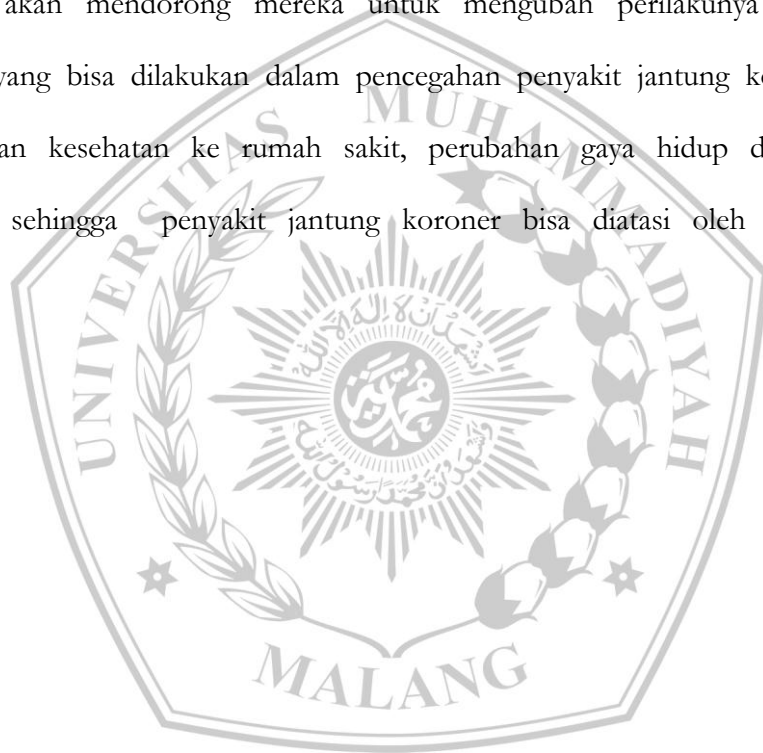 akan mendorong mereka untuk mengubah perilakunya
yang bisa dilakukan dalam pencegahan penyakit jantung ko
an kesehatan ke rumah sakit, perubahan gaya hidup d
sehingga penyakit jantung koroner bisa diatasi oleh
UNIVERSITAS MUHAMMADIYAH
MALANG